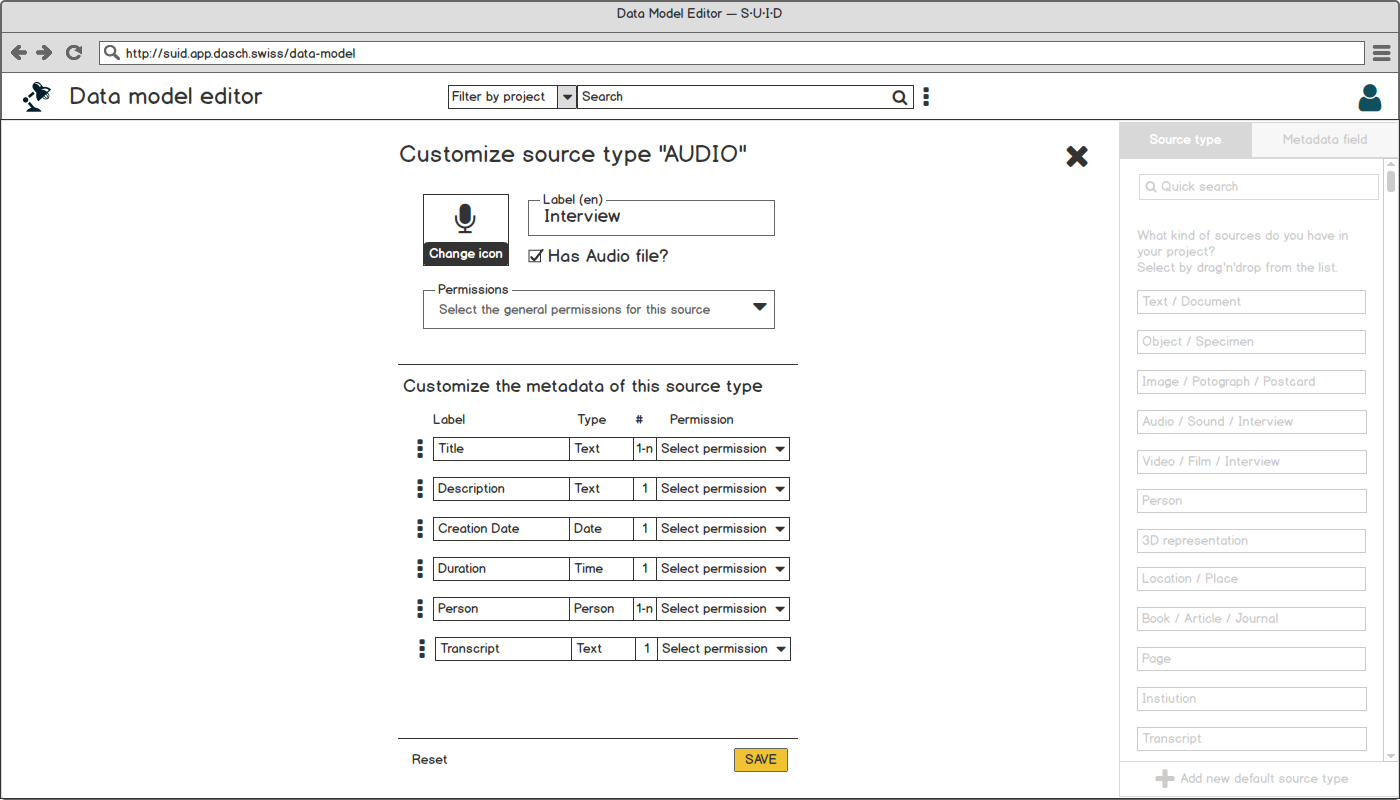 Data Model Editor — S·U·I·D
http://suid.app.dasch.swiss/data-model
Data model editor
Filter by project
Search
Customize source type "AUDIO"
Change icon
Label (en)
Interview
Has Audio file?
Permissions
Select the general permissions for this source
Customize the metadata of this source type
Label Type # Permission
Title Text 1-n Select permission
Description Text 1 Select permission
Creation Date Date 1 Select permission
Duration Time 1 Select permission
Person Person 1-n Select permission
Transcript Text 1 Select permission
Reset
SAVE
Source type
Metadata field
Quick search
What kind of sources do you have in
your project?
Select by drag'n'drop from the list.
Text / Document
Object / Specimen
Image / Potograph / Postcard
Audio / Sound / Interview
Video / Film / Interview
Person
3D representation
Location / Place
Book / Article / Journal
Page
Instiution
Transcript
Add new default source type